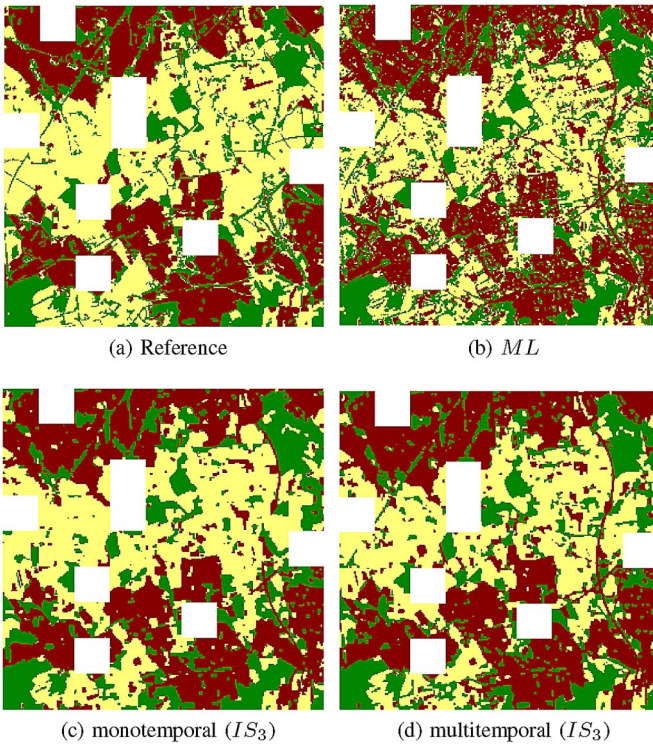 (a) Reference
(b) ML
(c) monotemporal (IS₃)
(d) multitemporal (IS₃)